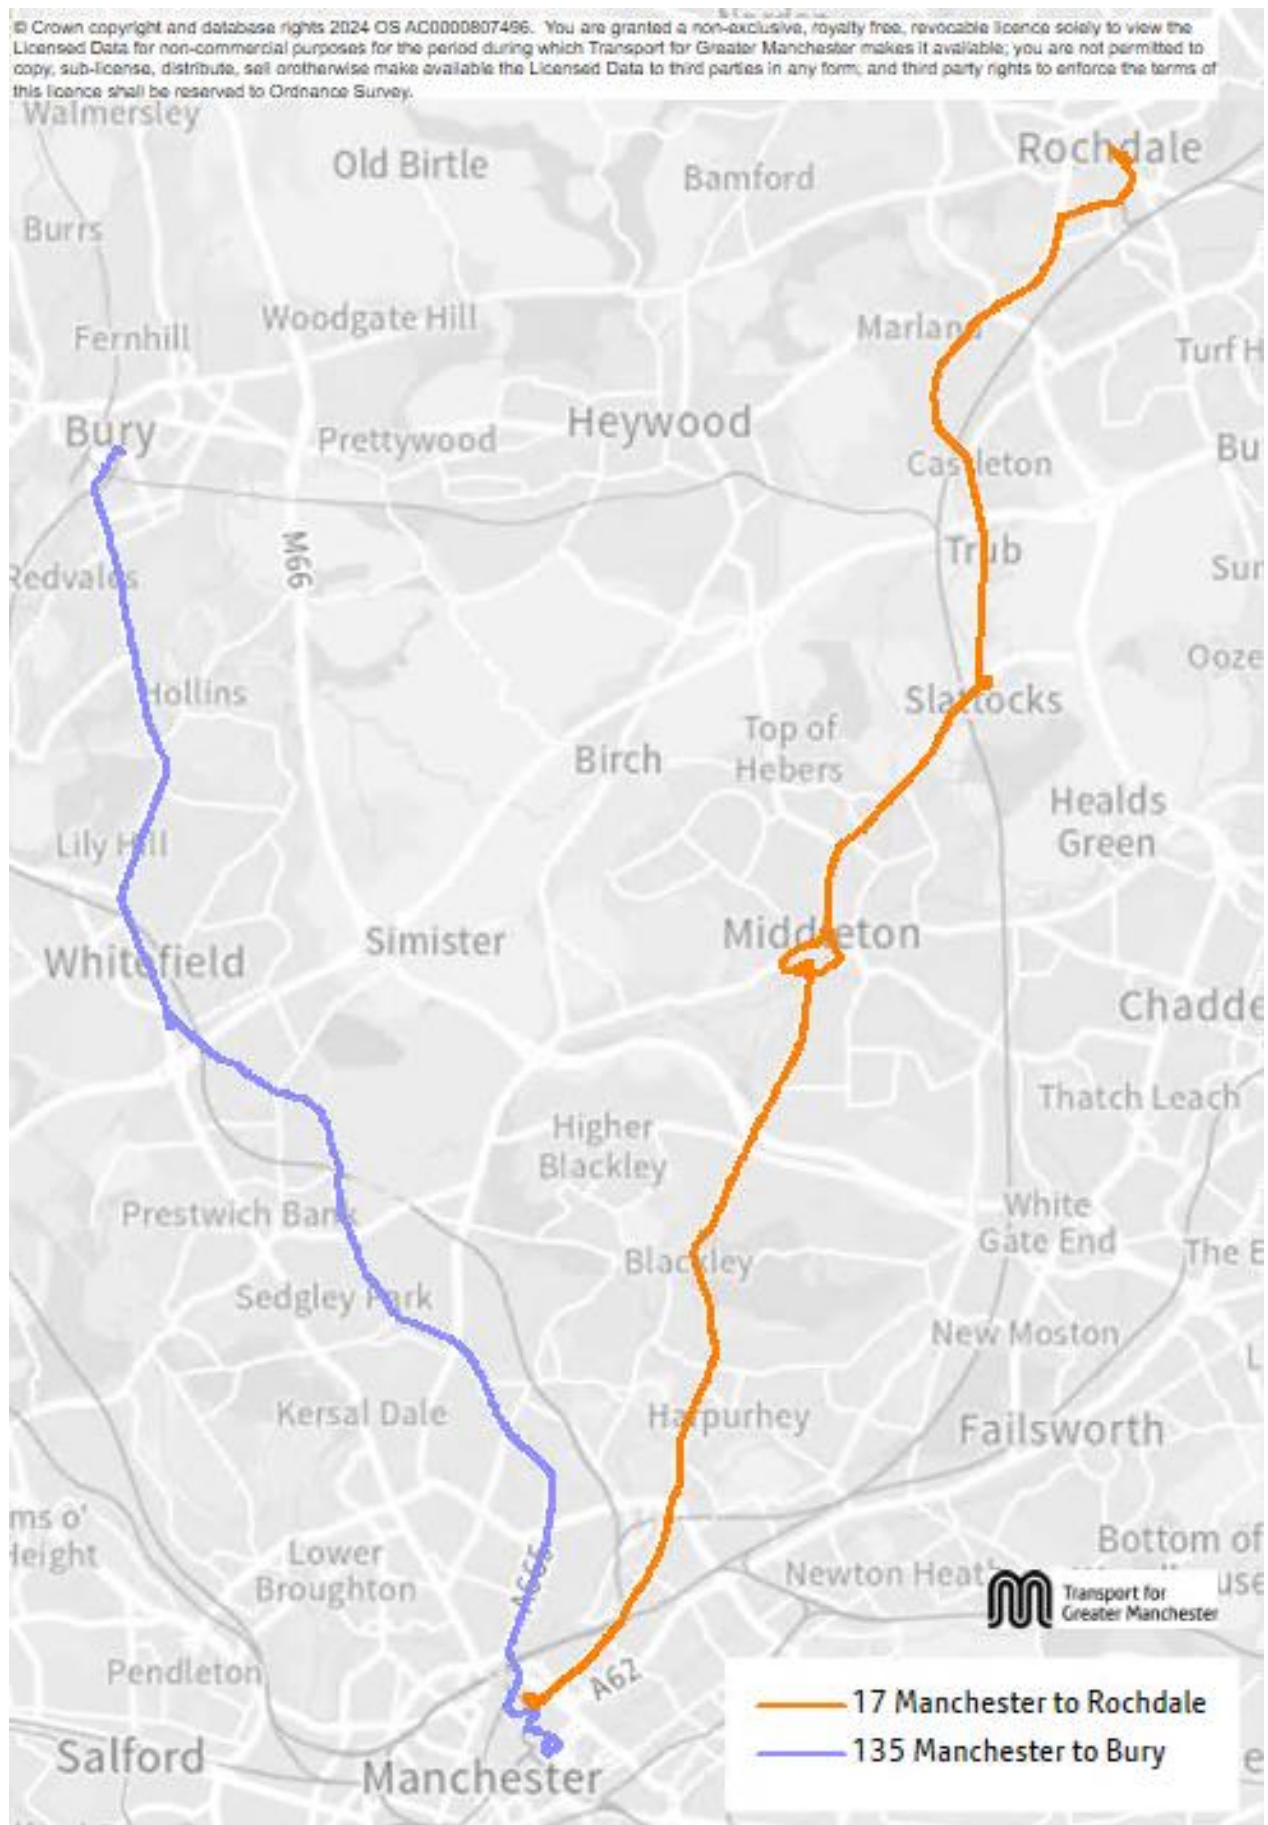 © Crown copyright and database rights 2024 OS AC0000807496. You are granted a non-exclusive, royalty free, revocable licence solely to view the
Licensed Data for non-commercial purposes for the period during which Transport for Greater Manchester makes it available; you are not permitted to
copy, sub-license, distribute, sell orotherwise make available the Licensed Data to third parties in any form; and third party rights to enforce the terms of
this licence shall be reserved to Ordnance Survey.
Walmersley
Rochdale
Old Birtle
Bamford
Burrs
Woodgate Hill
Marland
Fernhill
Turf H
Heywood
Bury
Prettywood
Bu
Castleton
M66
Trub
Redvales
Sur
Ooze
Hollins
Slattocks
Top of
Hebers
Birch
Healds
Green
Lily Hill
Middleton
Simister
Whitefield
Chadde
Thatch Leach
Higher
Blackley
White
Gate End
Prestwich Bank
The E
Blackley
Sedgley Park
New Moston
L
Kersal Dale
Harpurhey
Failsworth
ms o'
Height
Bottom of
Lower
Broughton
Newton Heath
use
A665
Transport for
Greater Manchester
Pendleton
A62
17 Manchester to Rochdale
135 Manchester to Bury
Salford
Manchester
e